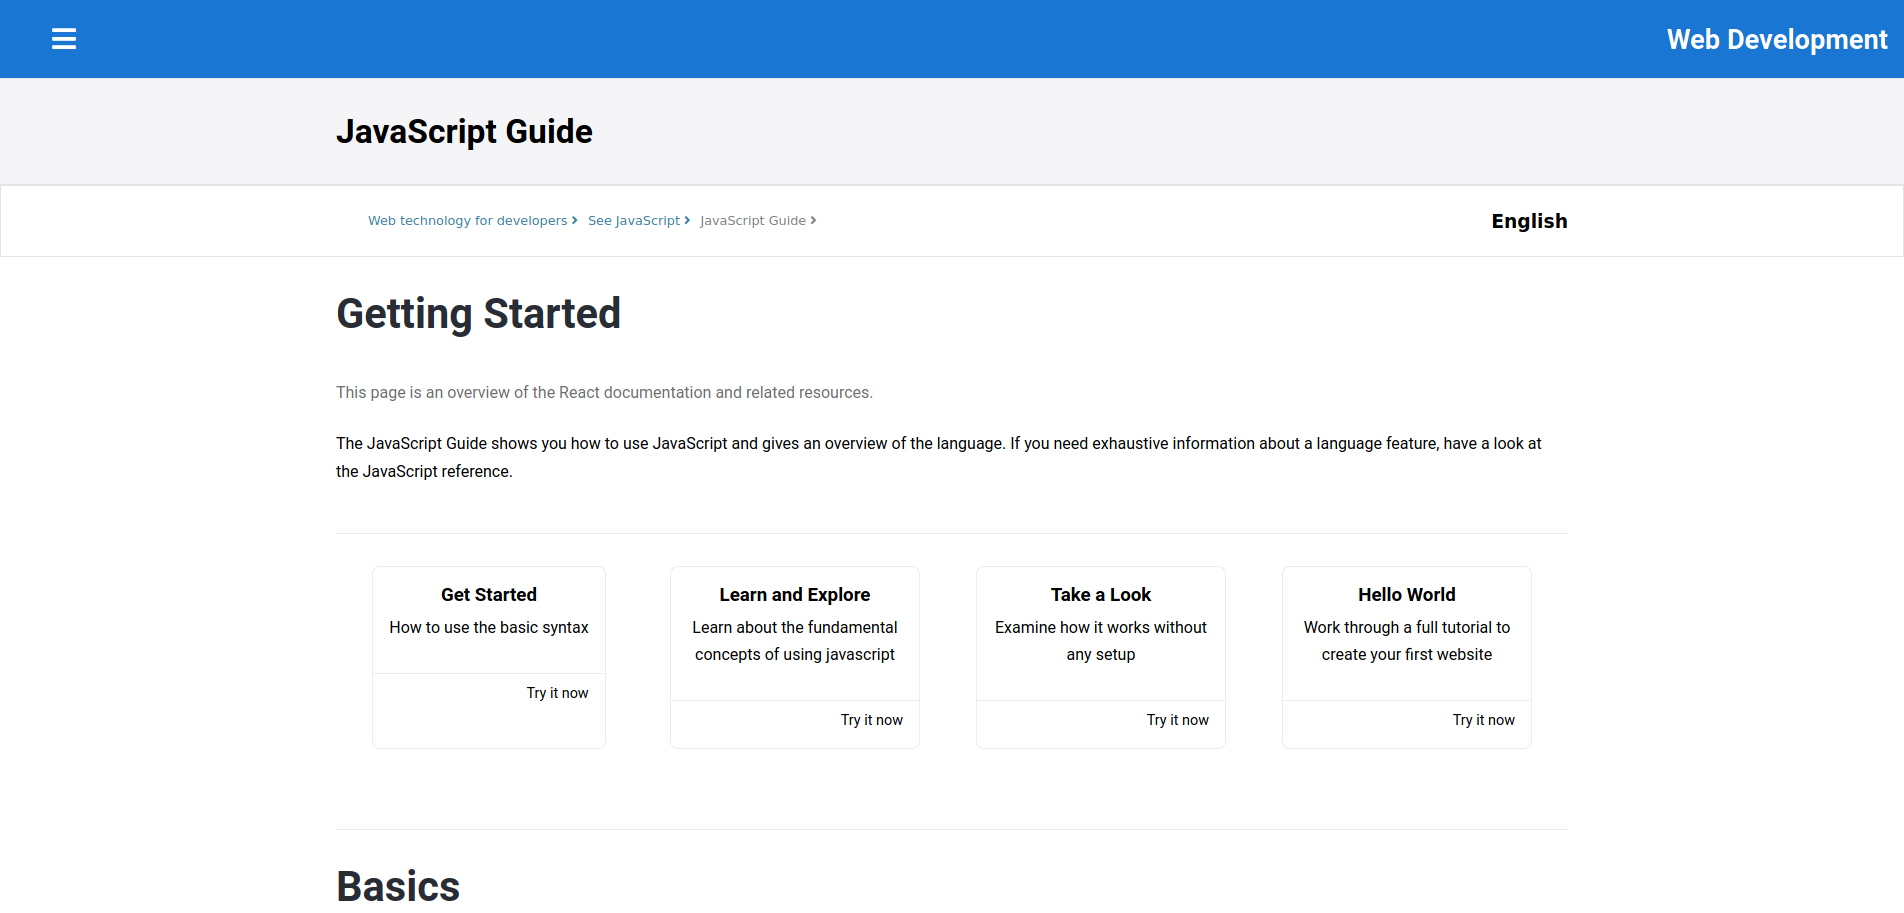 Web Development
JavaScript Guide
Web technology for developers
See JavaScript
JavaScript Guide
English
Getting Started
This page is an overview of the React documentation and related resources.
The JavaScript Guide shows you how to use JavaScript and gives an overview of the language. If you need exhaustive information about a language feature, have a look at
the JavaScript reference.
Get Started
How to use the basic syntax
Try it now
Learn and Explore
Learn about the fundamental
concepts of using javascript
Try it now
Take a Look
Examine how it works without
any setup
Try it now
Hello World
Work through a full tutorial to
create your first website
Try it now
Basics